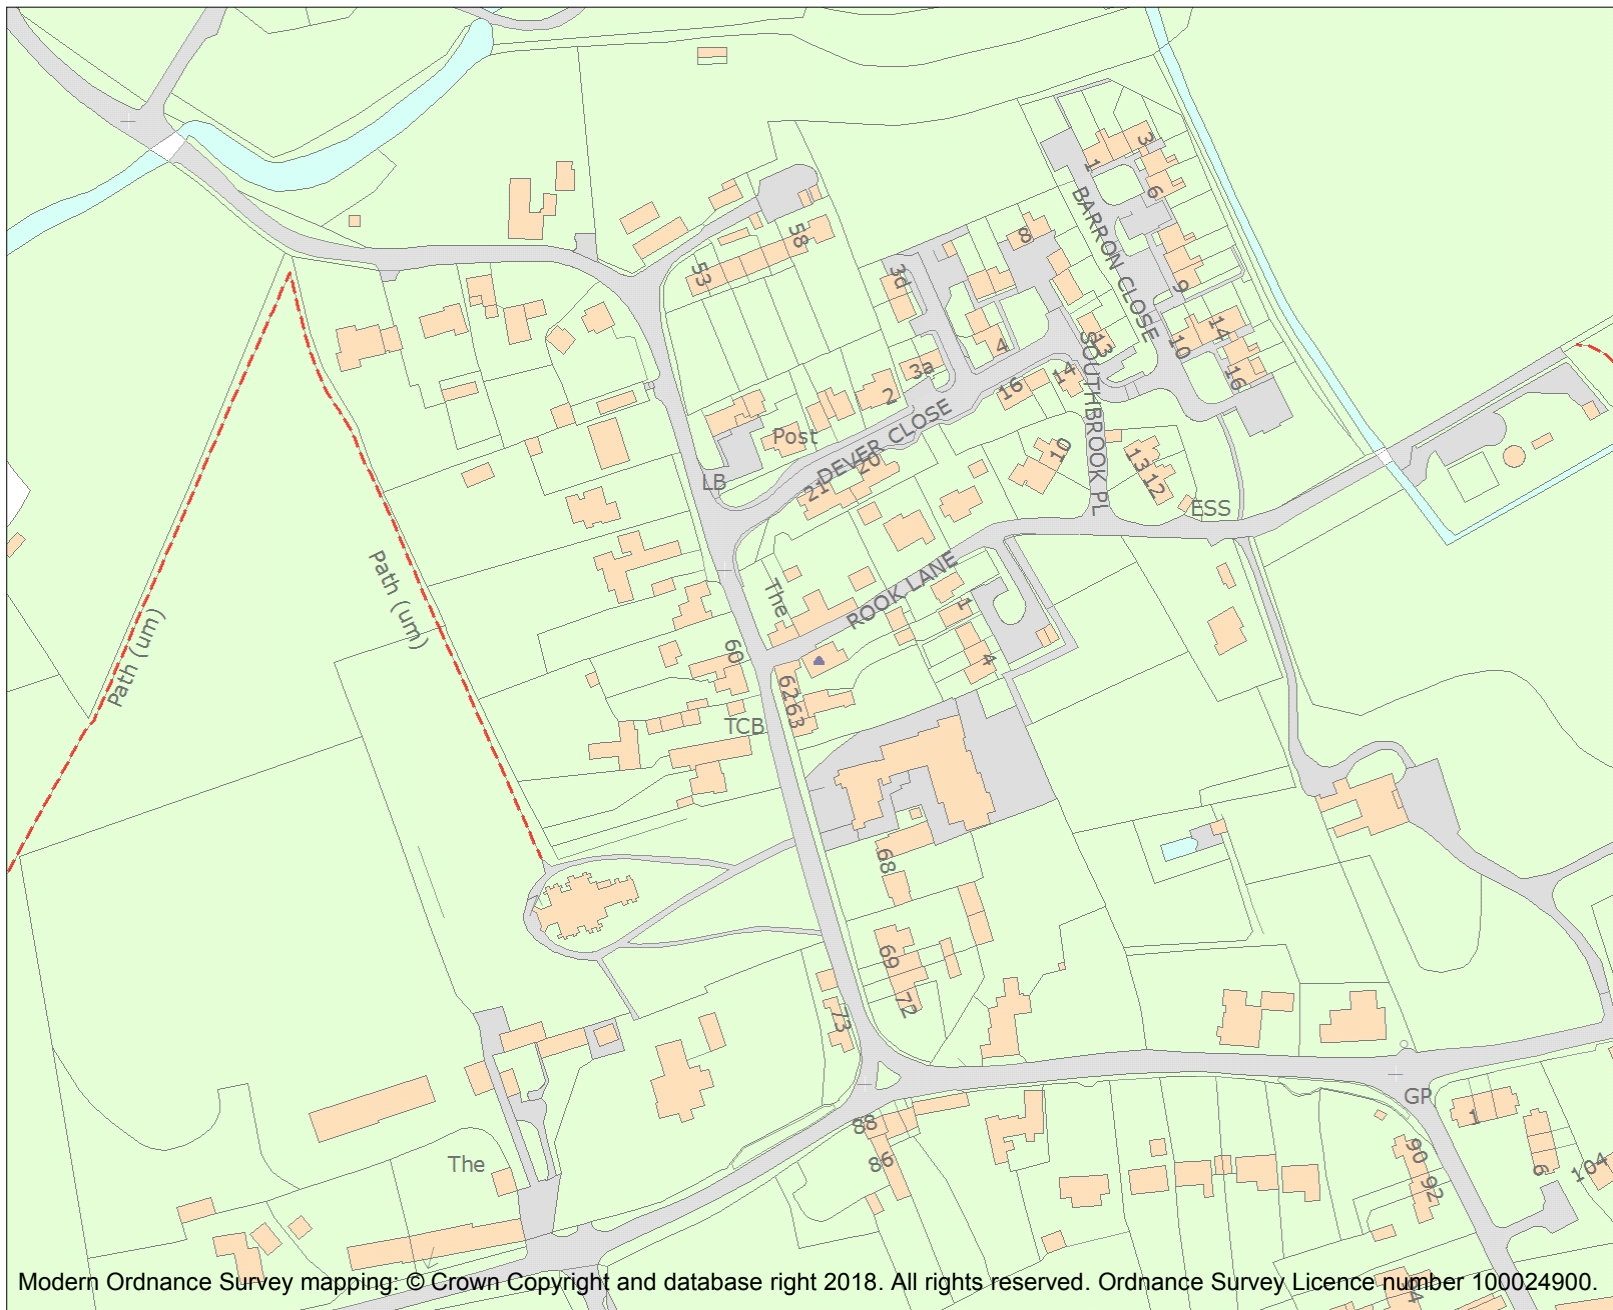 3
1
6
BARRON CLOSE
58
8
53
3d
9
14
13
4
10
3a
14
16
16
2
SOUTHBROOK PL
Post
DEVER CLOSE
10
20
13
LB
21
12
ESS
Path (um)
ROOK LANE
The
1
Path (um)
60
4
62
63
TCB
68
69
72
73
GP
88
1
90
86
The
6
104
92
94
Modern Ordnance Survey mapping: © Crown Copyright and database right 2018. All rights reserved. Ordnance Survey Licence number 100024900.